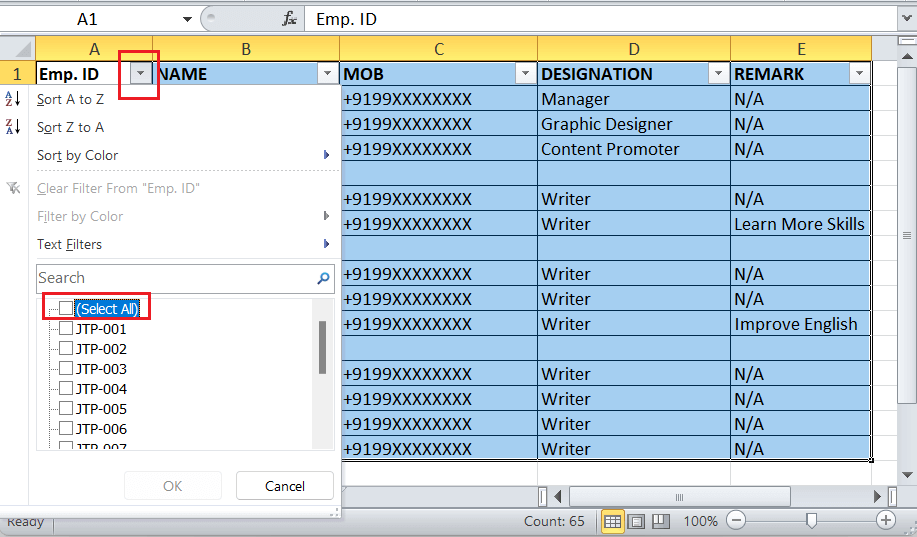 A1 fx Emp. ID
A B C D E
1 Emp. ID NAME MOB DESIGNATION REMARK
Sort A to Z
Sort Z to A
Sort by Color
Clear Filter From "Emp. ID"
Filter by Color
Text Filters
Search
(Select All)
JTP-001
JTP-002
JTP-003
JTP-004
JTP-005
JTP-006
JTP-007
OK Cancel
+9199XXXXXXXX Manager N/A
+9199XXXXXXXX Graphic Designer N/A
+9199XXXXXXXX Content Promoter N/A
+9199XXXXXXXX Writer N/A
+9199XXXXXXXX Writer Learn More Skills
+9199XXXXXXXX Writer N/A
+9199XXXXXXXX Writer N/A
+9199XXXXXXXX Writer Improve English
+9199XXXXXXXX Writer N/A
+9199XXXXXXXX Writer N/A
+9199XXXXXXXX Writer N/A
+9199XXXXXXXX Writer N/A
Ready Count: 65 100%